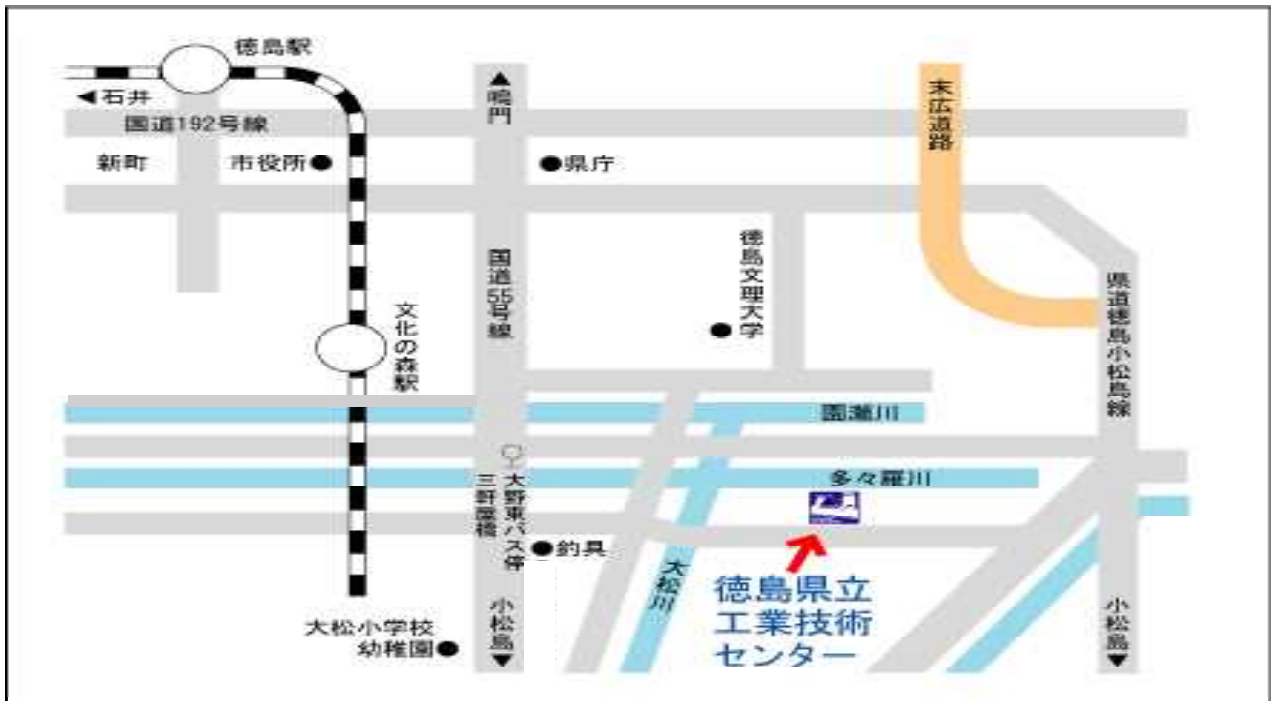 徳島駅
◀石井
国道192号線
▲鳴門
末広道路
新町
市役所●
●県庁
国道55号線
徳島文理大学
県道徳島小松島線
文化の森駅
園瀬川
多々羅川
三軒屋橋
大野東バス停
●釣具
大松川
徳島県立
工業技術
センター
大松小学校
幼稚園●
小松島▼
小松島▼